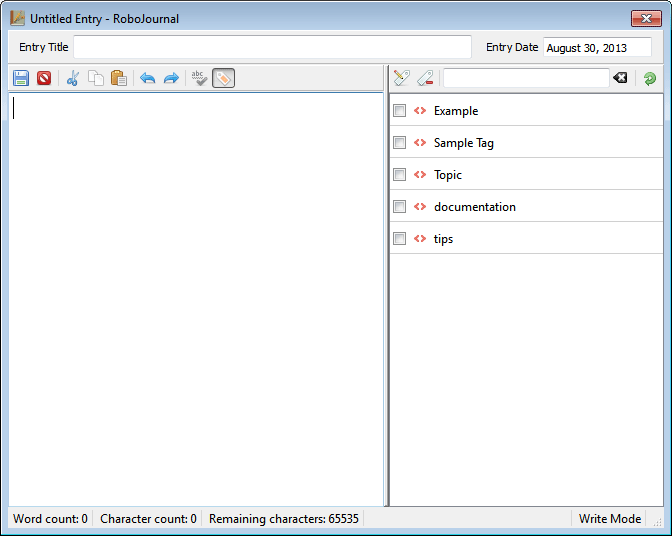 Untitled Entry - RoboJournal
Entry Title Entry Date August 30, 2013
abc
Example
Sample Tag
Topic
documentation
tips
Word count: 0 Character count: 0 Remaining characters: 65535 Write Mode